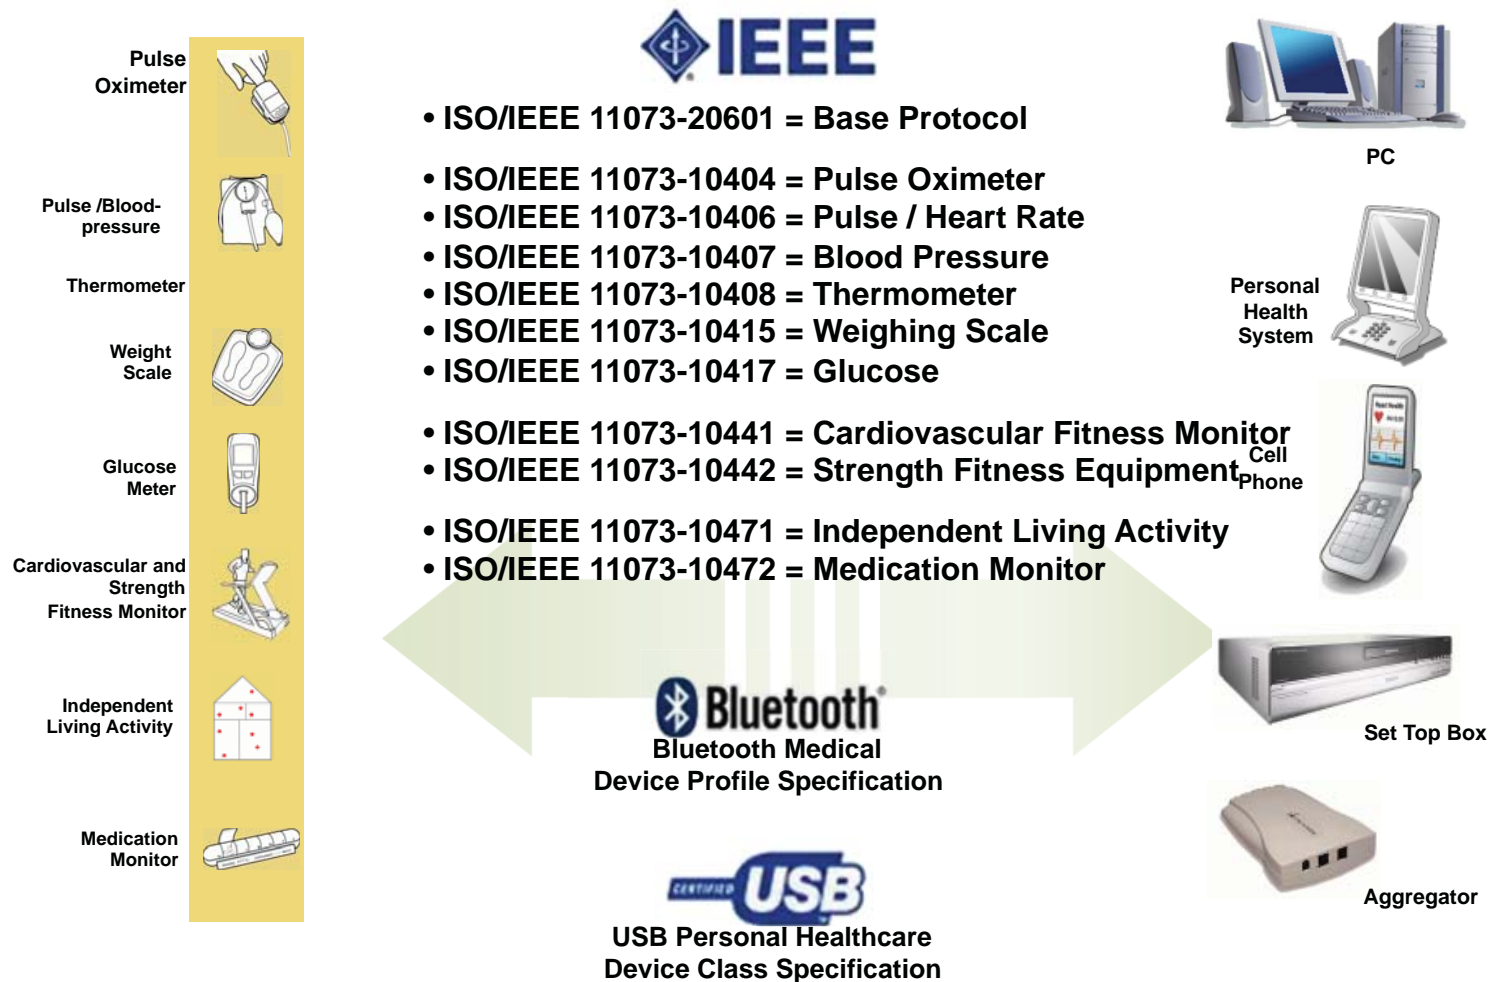 Pulse
Oximeter
Pulse /Blood-
pressure
Thermometer
Weight
Scale
Glucose
Meter
Cardiovascular and
Strength
Fitness Monitor
Independent
Living Activity
Medication
Monitor
IEEE
• ISO/IEEE 11073-20601 = Base Protocol
• ISO/IEEE 11073-10404 = Pulse Oximeter
• ISO/IEEE 11073-10406 = Pulse / Heart Rate
• ISO/IEEE 11073-10407 = Blood Pressure
• ISO/IEEE 11073-10408 = Thermometer
• ISO/IEEE 11073-10415 = Weighing Scale
• ISO/IEEE 11073-10417 = Glucose
• ISO/IEEE 11073-10441 = Cardiovascular Fitness Monitor
• ISO/IEEE 11073-10442 = Strength Fitness Equipment
• ISO/IEEE 11073-10471 = Independent Living Activity
• ISO/IEEE 11073-10472 = Medication Monitor
Bluetooth®
Bluetooth Medical
Device Profile Specification
CERTIFIED USB
USB Personal Healthcare
Device Class Specification
PC
Personal
Health
System
Cell
Phone
Set Top Box
Aggregator